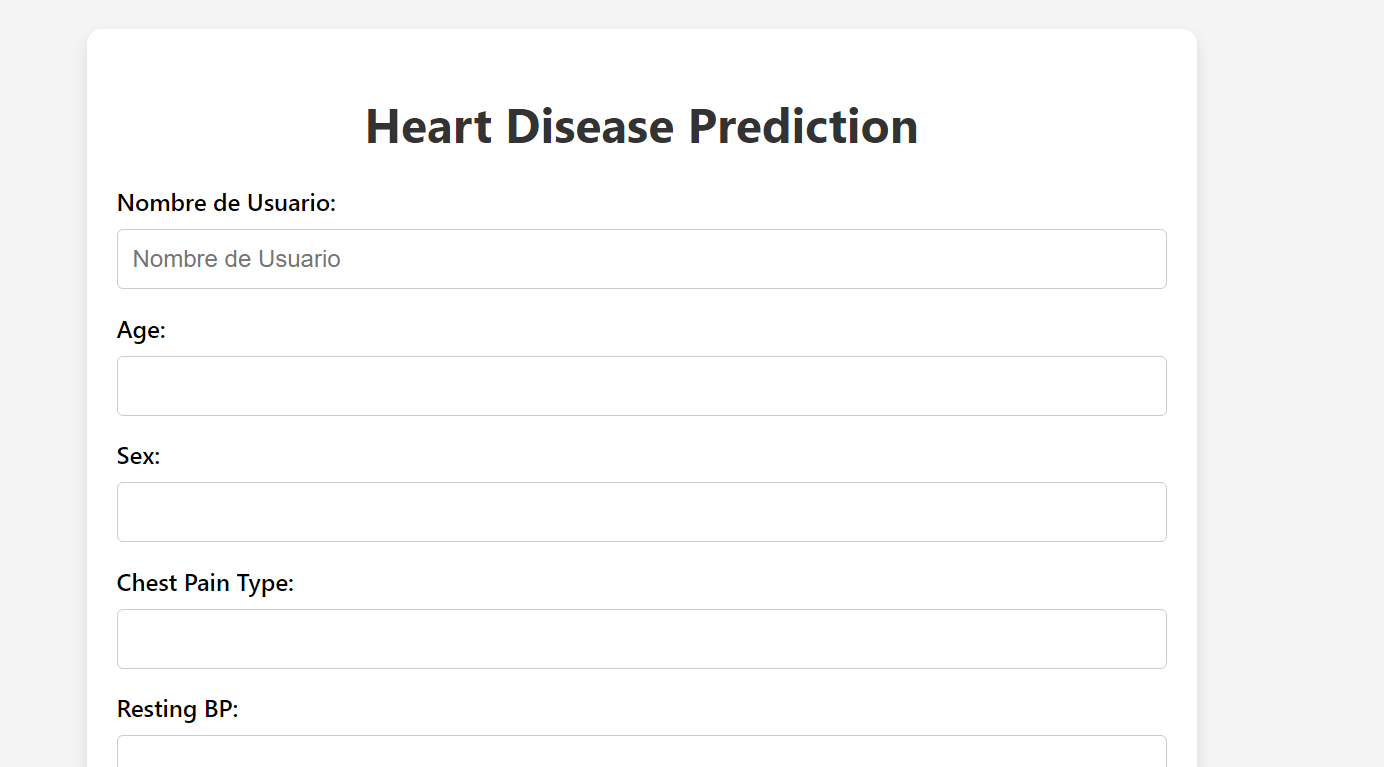 Heart Disease Prediction
Nombre de Usuario:
Nombre de Usuario
Age:
Sex:
Chest Pain Type:
Resting BP: